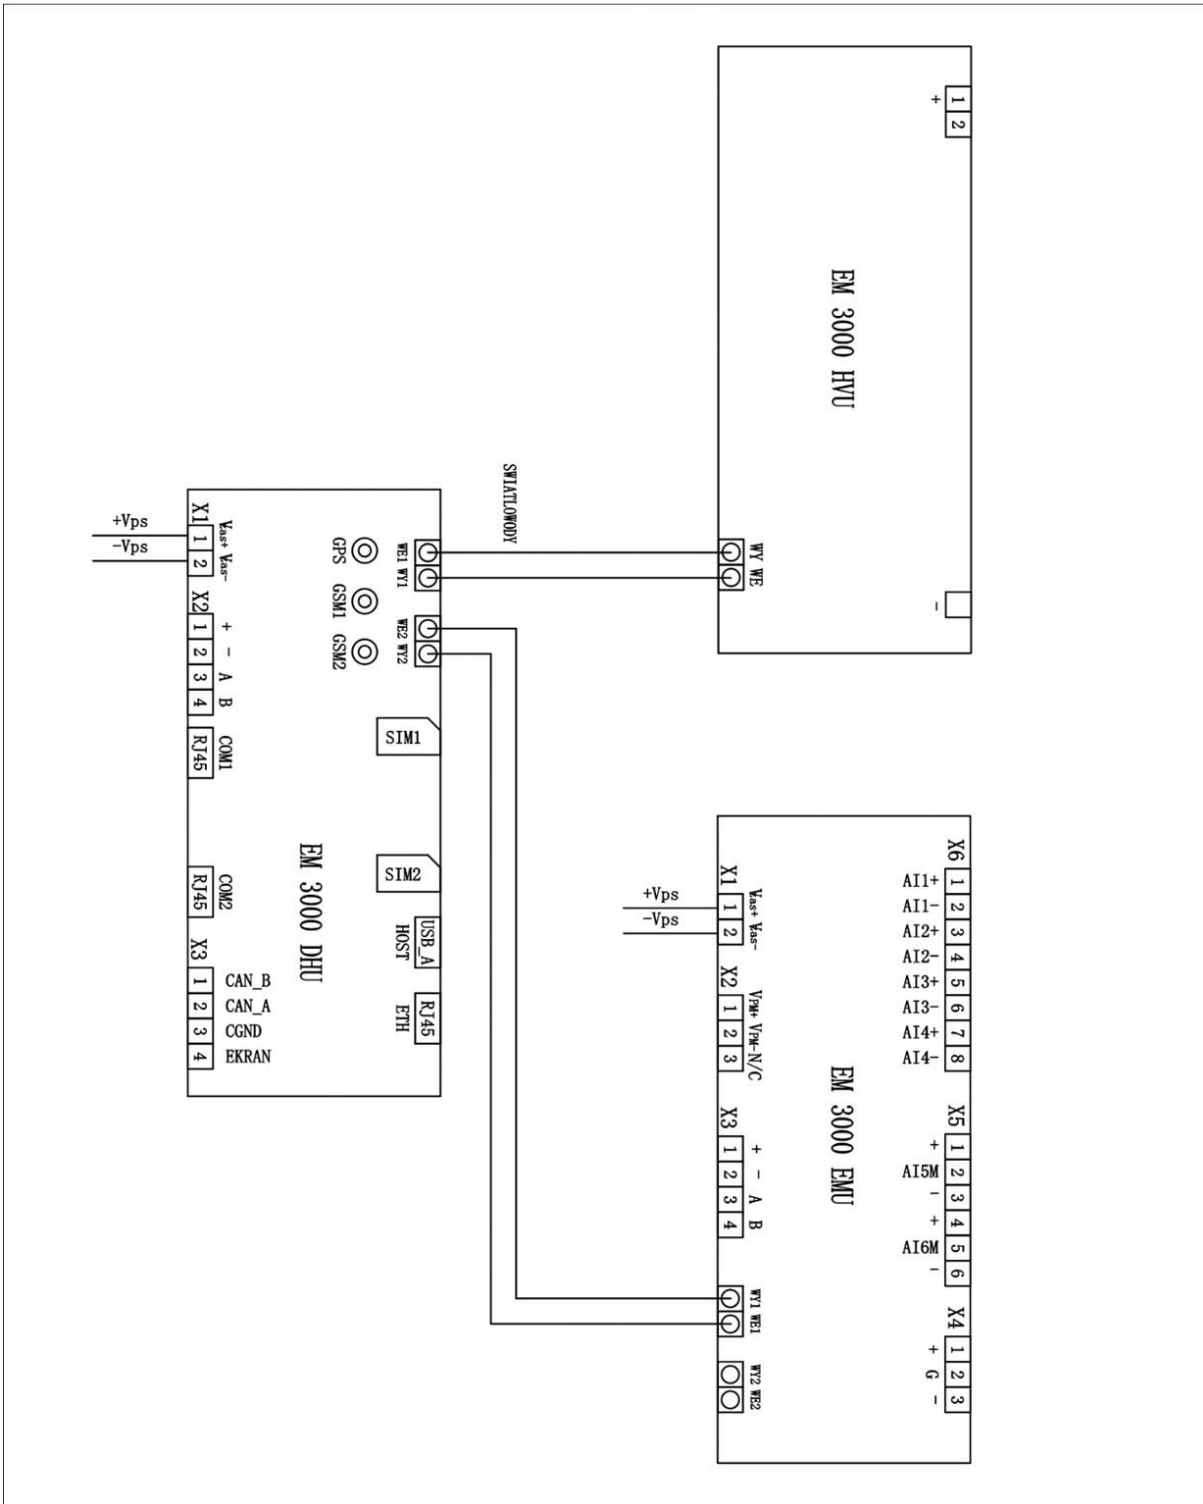 EM 3000 HVU
+
1
2
-
WY WE
SWIATLOWODY
EM 3000 DHU
X1
+Vps
-Vps
1
2
Vzas+ Vzas-
X2
1
2
3
4
+
-
A
B
COM1
RJ45
COM2
RJ45
X3
1
2
3
4
CAN_B
CAN_A
CGND
EKRAN
GPS
GSM1
GSM2
WE1 WY1
WE2 WY2
SIM1
SIM2
USB_A
HOST
RJ45
ETH
EM 3000 EMU
X1
+Vps
-Vps
1
2
Vzas+ Vzas-
X2
1
2
3
VPM+ VPM- N/C
X3
1
2
3
4
+
-
A
B
WY1 WE1
WY2 WE2
X6
AI1+ 1
AI1- 2
AI2+ 3
AI2- 4
AI3+ 5
AI3- 6
AI4+ 7
AI4- 8
X5
+ 1
AI5M 2
- 3
+ 4
AI6M 5
- 6
X4
+ 1
G 2
- 3